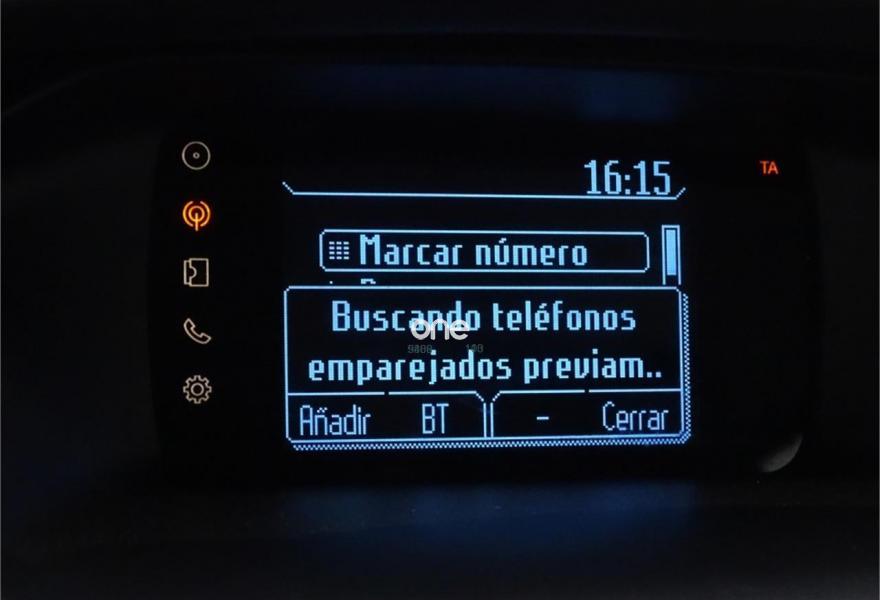 16:15
TA
Marcar número
Buscando teléfonos
emparejados previam..
one
Añadir BT - Cerrar